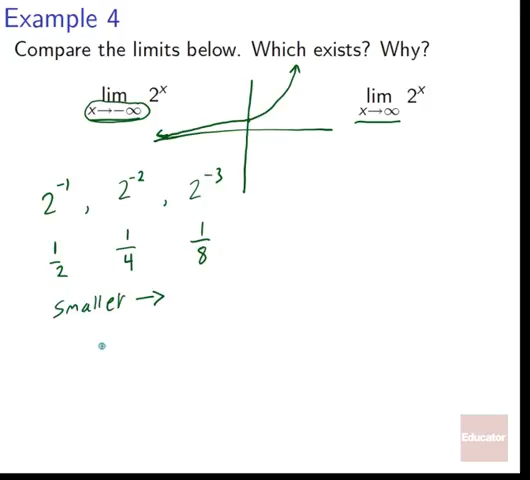 Example 4
Compare the limits below. Which exists? Why?
lim 2^x
x→−∞
lim 2^x
x→∞
2^-1 , 2^-2 , 2^-3
1/2 1/4 1/8
smaller →
Educator